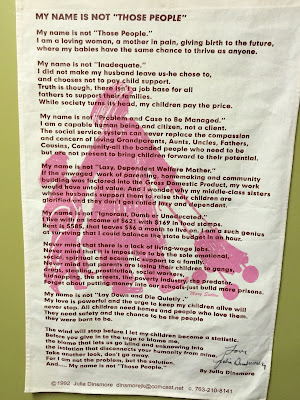 MY NAME IS NOT "THOSE PEOPLE"
My name is not "Those People."
I am a loving woman, a mother in pain, giving birth to the future,
where my babies have the same chance to thrive as anyone.
My name is not "Inadequate."
I did not make my husband leave us-he chose to,
and chooses not to pay child support.
Truth is though, there isn't a job base for all
fathers to support their families.
While society turns its head, my children pay the price.
My name is not "Problem and Case to Be Managed."
I am a capable human being and citizen, not a client.
The social service system can never replace the compassion
and concern of loving Grandparents, Aunts, Uncles, Fathers,
Cousins, Community-all the bonded people who need to be
but are not present to bring children forward to their potential.
My name is not "Lazy, Dependent Welfare Mother."
If the unwaged work of parenting, homemaking and community
building was factored into the Gross Domestic Product, my work
would have untold value. And I wonder why my middle-class sisters
whose husbands support them to raise their children are
glorified-and they don't get called lazy and dependent.
My name is not "Ignorant, Dumb or Uneducated."
I live with an income of $621 with $169 in food stamps.
Rent is $585, that leaves $36 a month to live on. I am such genius
at surviving that I could balance the state budget in an hour.
Never mind that there is a lack of living-wage jobs.
Never mind that it is impossible to be the sole emotional,
social, spiritual and economic support to a family.
Never mind that parents are losing their children to gangs,
drugs, stealing, prostitution, social workers,
kidnapping, the streets, the predator.
Forget about putting money into schools-just build more prisons.
My name is not "Lay Down and Die Quietly."
My love is powerful and the urge to keep my children alive will
never stop. All children need homes and people who love them.
They need safety and the chance to be the people
they were born to be.
The wind will stop before I let my children become a statistic.
Before you give in to the urge to blame me,
the blame that lets us go blind and unknowing into
the isolation that disconnects your humanity from mine,
Take another look, don't go away.
For I am not the problem, but the solution.
And..... My name is not "Those People."
By Julia Dinsmore
Love,
Julia Dinsmore
© 1992 Julia Dinsmore dinsmorejk@comcast.net c. 763-210-8141